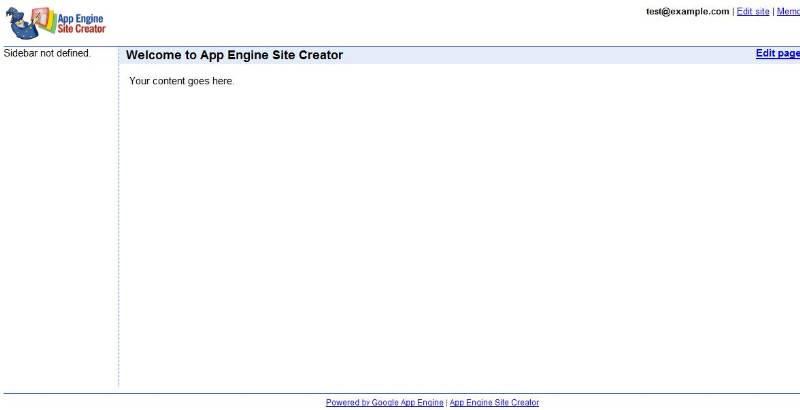 App Engine
Site Creator
test@example.com | Edit site | Memc
Sidebar not defined.
Welcome to App Engine Site Creator
Edit page
Your content goes here.
Powered by Google App Engine | App Engine Site Creator